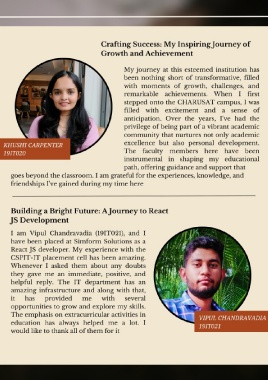 Crafting Success: My Inspiring Journey of
Growth and Achievement
My journey at this esteemed institution has
been nothing short of transformative, filled
with moments of growth, challenges, and
remarkable achievements. When I first
stepped onto the CHARUSAT campus, I was
filled with excitement and a sense of
anticipation. Over the years, I've had the
privilege of being part of a vibrant academic
community that nurtures not only academic
excellence but also personal development.
The faculty members here have been
instrumental in shaping my educational
path, offering guidance and support that
goes beyond the classroom. I am grateful for the experiences, knowledge, and
friendships I've gained during my time here
KHUSHI CARPENTER
19IT020
Building a Bright Future: A Journey to React
JS Development
I am Vipul Chandravadia (19IT021), and I
have been placed at Simform Solutions as a
React JS developer. My experience with the
CSPIT-IT placement cell has been amazing.
Whenever I asked them about any doubts
they gave me an immediate, positive, and
helpful reply. The IT department has an
amazing infrastructure and along with that,
it has provided me with several
opportunities to grow and explore my skills.
The emphasis on extracurricular activities in
education has always helped me a lot. I
would like to thank all of them for it
VIPUL CHANDRAVADIA
19IT021